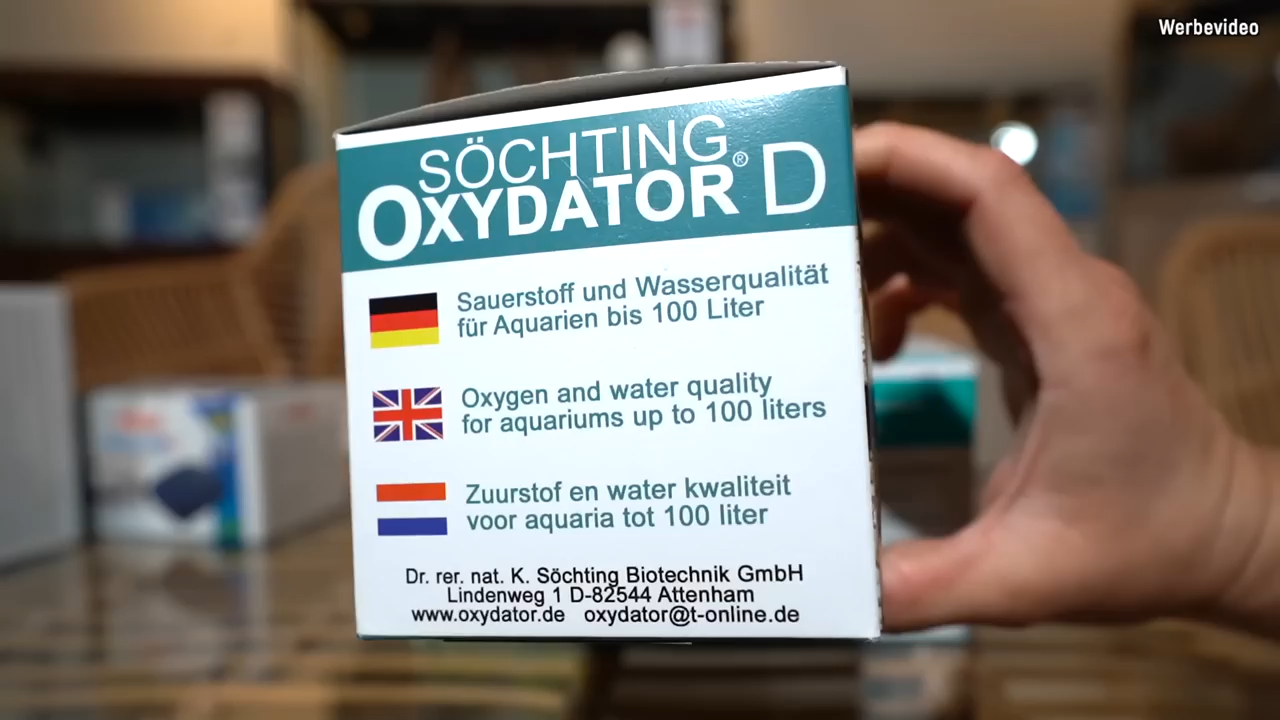 Werbevideo
SÖCHTING
OXYDATOR® D
Sauerstoff und Wasserqualität
für Aquarien bis 100 Liter
Oxygen and water quality
for aquariums up to 100 liters
Zuurstof en water kwaliteit
voor aquaria tot 100 liter
Dr. rer. nat. K. Söchting Biotechnik GmbH
Lindenweg 1 D-82544 Attenham
www.oxydator.de oxydator@t-online.de